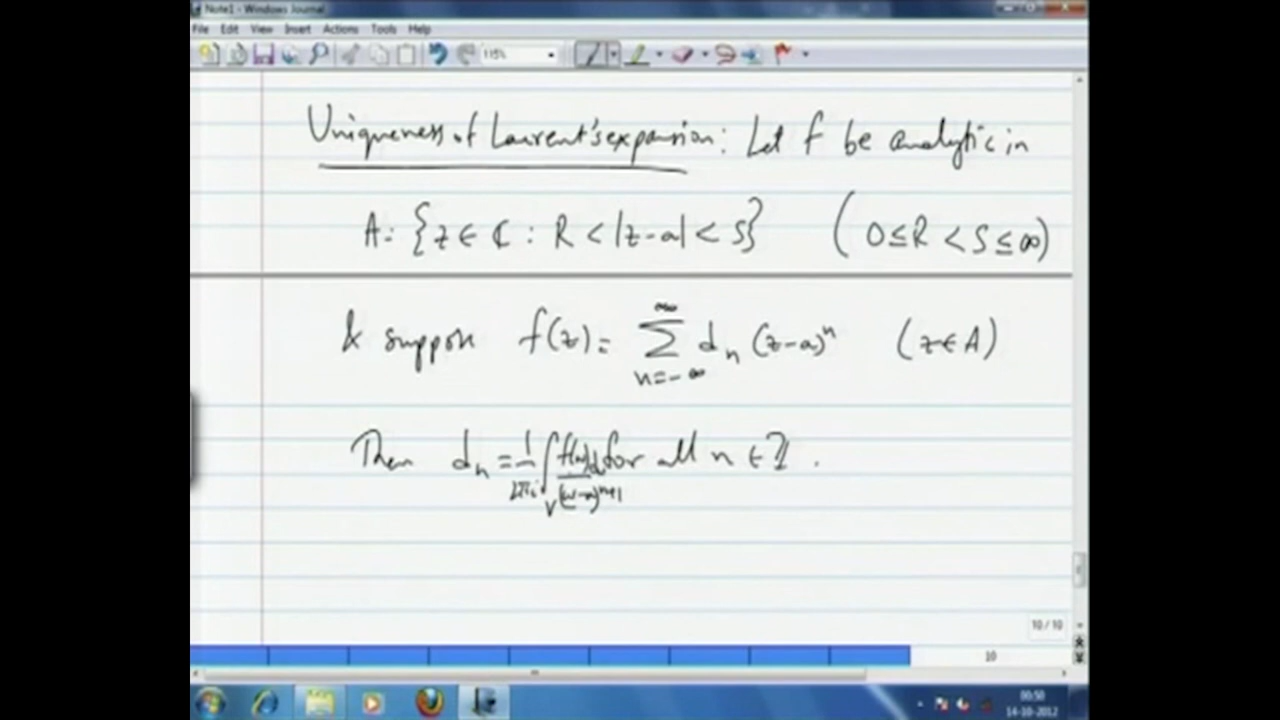 Note1 - Windows Journal
File Edit View Insert Actions Tools Help
115%
Uniqueness of Laurent's expansion: Let f be analytic in
A = {z ∈ ℂ : R < |z-a| < S} (0 ≤ R < S ≤ ∞)
& suppose f(z) = ∑_{n=-∞}^{∞} d_n (z-a)^n (z ∈ A)
Then d_n = 1/2πi ∫_γ f(w)/(w-a)^{n+1} d for all n ∈ ℤ.
10 / 10
10
00:50
14-10-2012